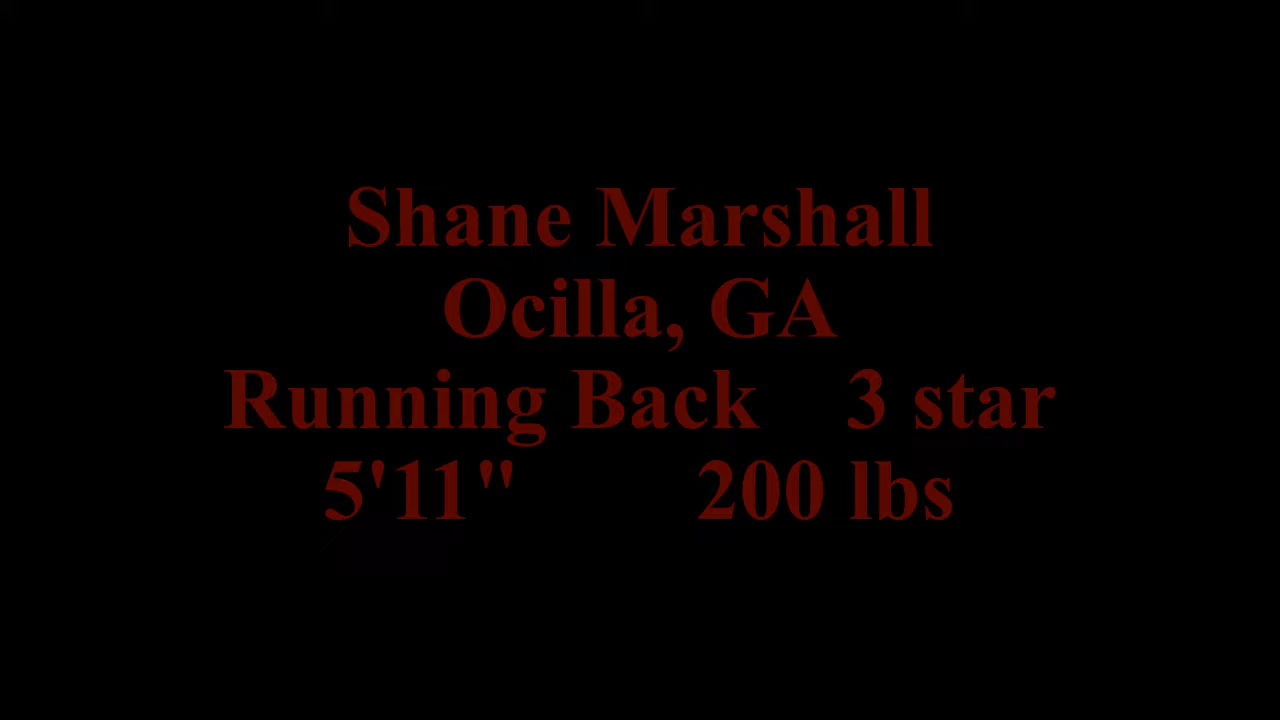 Shane Marshall
Ocilla, GA
Running Back 3 star
5'11" 200 lbs